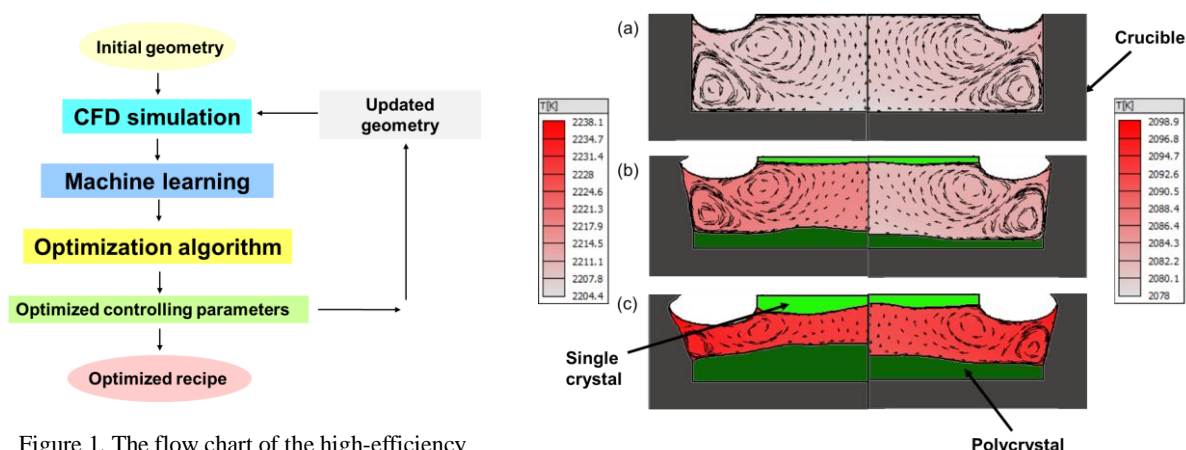 Initial geometry
CFD simulation
Updated
geometry
Machine learning
Optimization algorithm
Optimized controlling parameters
Optimized recipe
Figure 1. The flow chart of the high-efficiency
(a)
Crucible
T[K]
2238.1
2234.7
2231.4
2228
2224.6
2221.3
2217.9
2214.5
2211.1
2207.8
2204.4
(b)
(c)
T[K]
2098.9
2096.8
2094.7
2092.6
2090.5
2088.4
2086.4
2084.3
2082.2
2080.1
2078
Single
crystal
Polycrystal